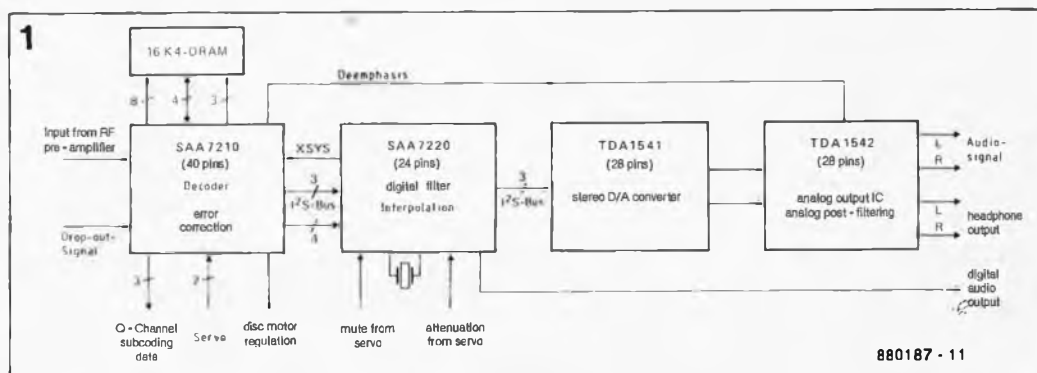 1
16K4-DRAM
Deemphasis
8
4
3
Input from RF
pre-amplifier
SAA7210
(40 pins)
Decoder
error
correction
XSYS
3
I²S-Bus
4
SAA7220
(24 pins)
digital filter
Interpolation
3
I²S-Bus
TDA1541
(28 pins)
stereo D/A converter
TDA1542
(28 pins)
analog output IC
analog post-filtering
L
R
Audio-
signal
L
R
headphone
output
Drop-out-
Signal
3
2
Q-Channel
subcoding
data
Servo
disc motor
regulation
mute from
servo
attenuation
from servo
digital
audio
output
880187-11